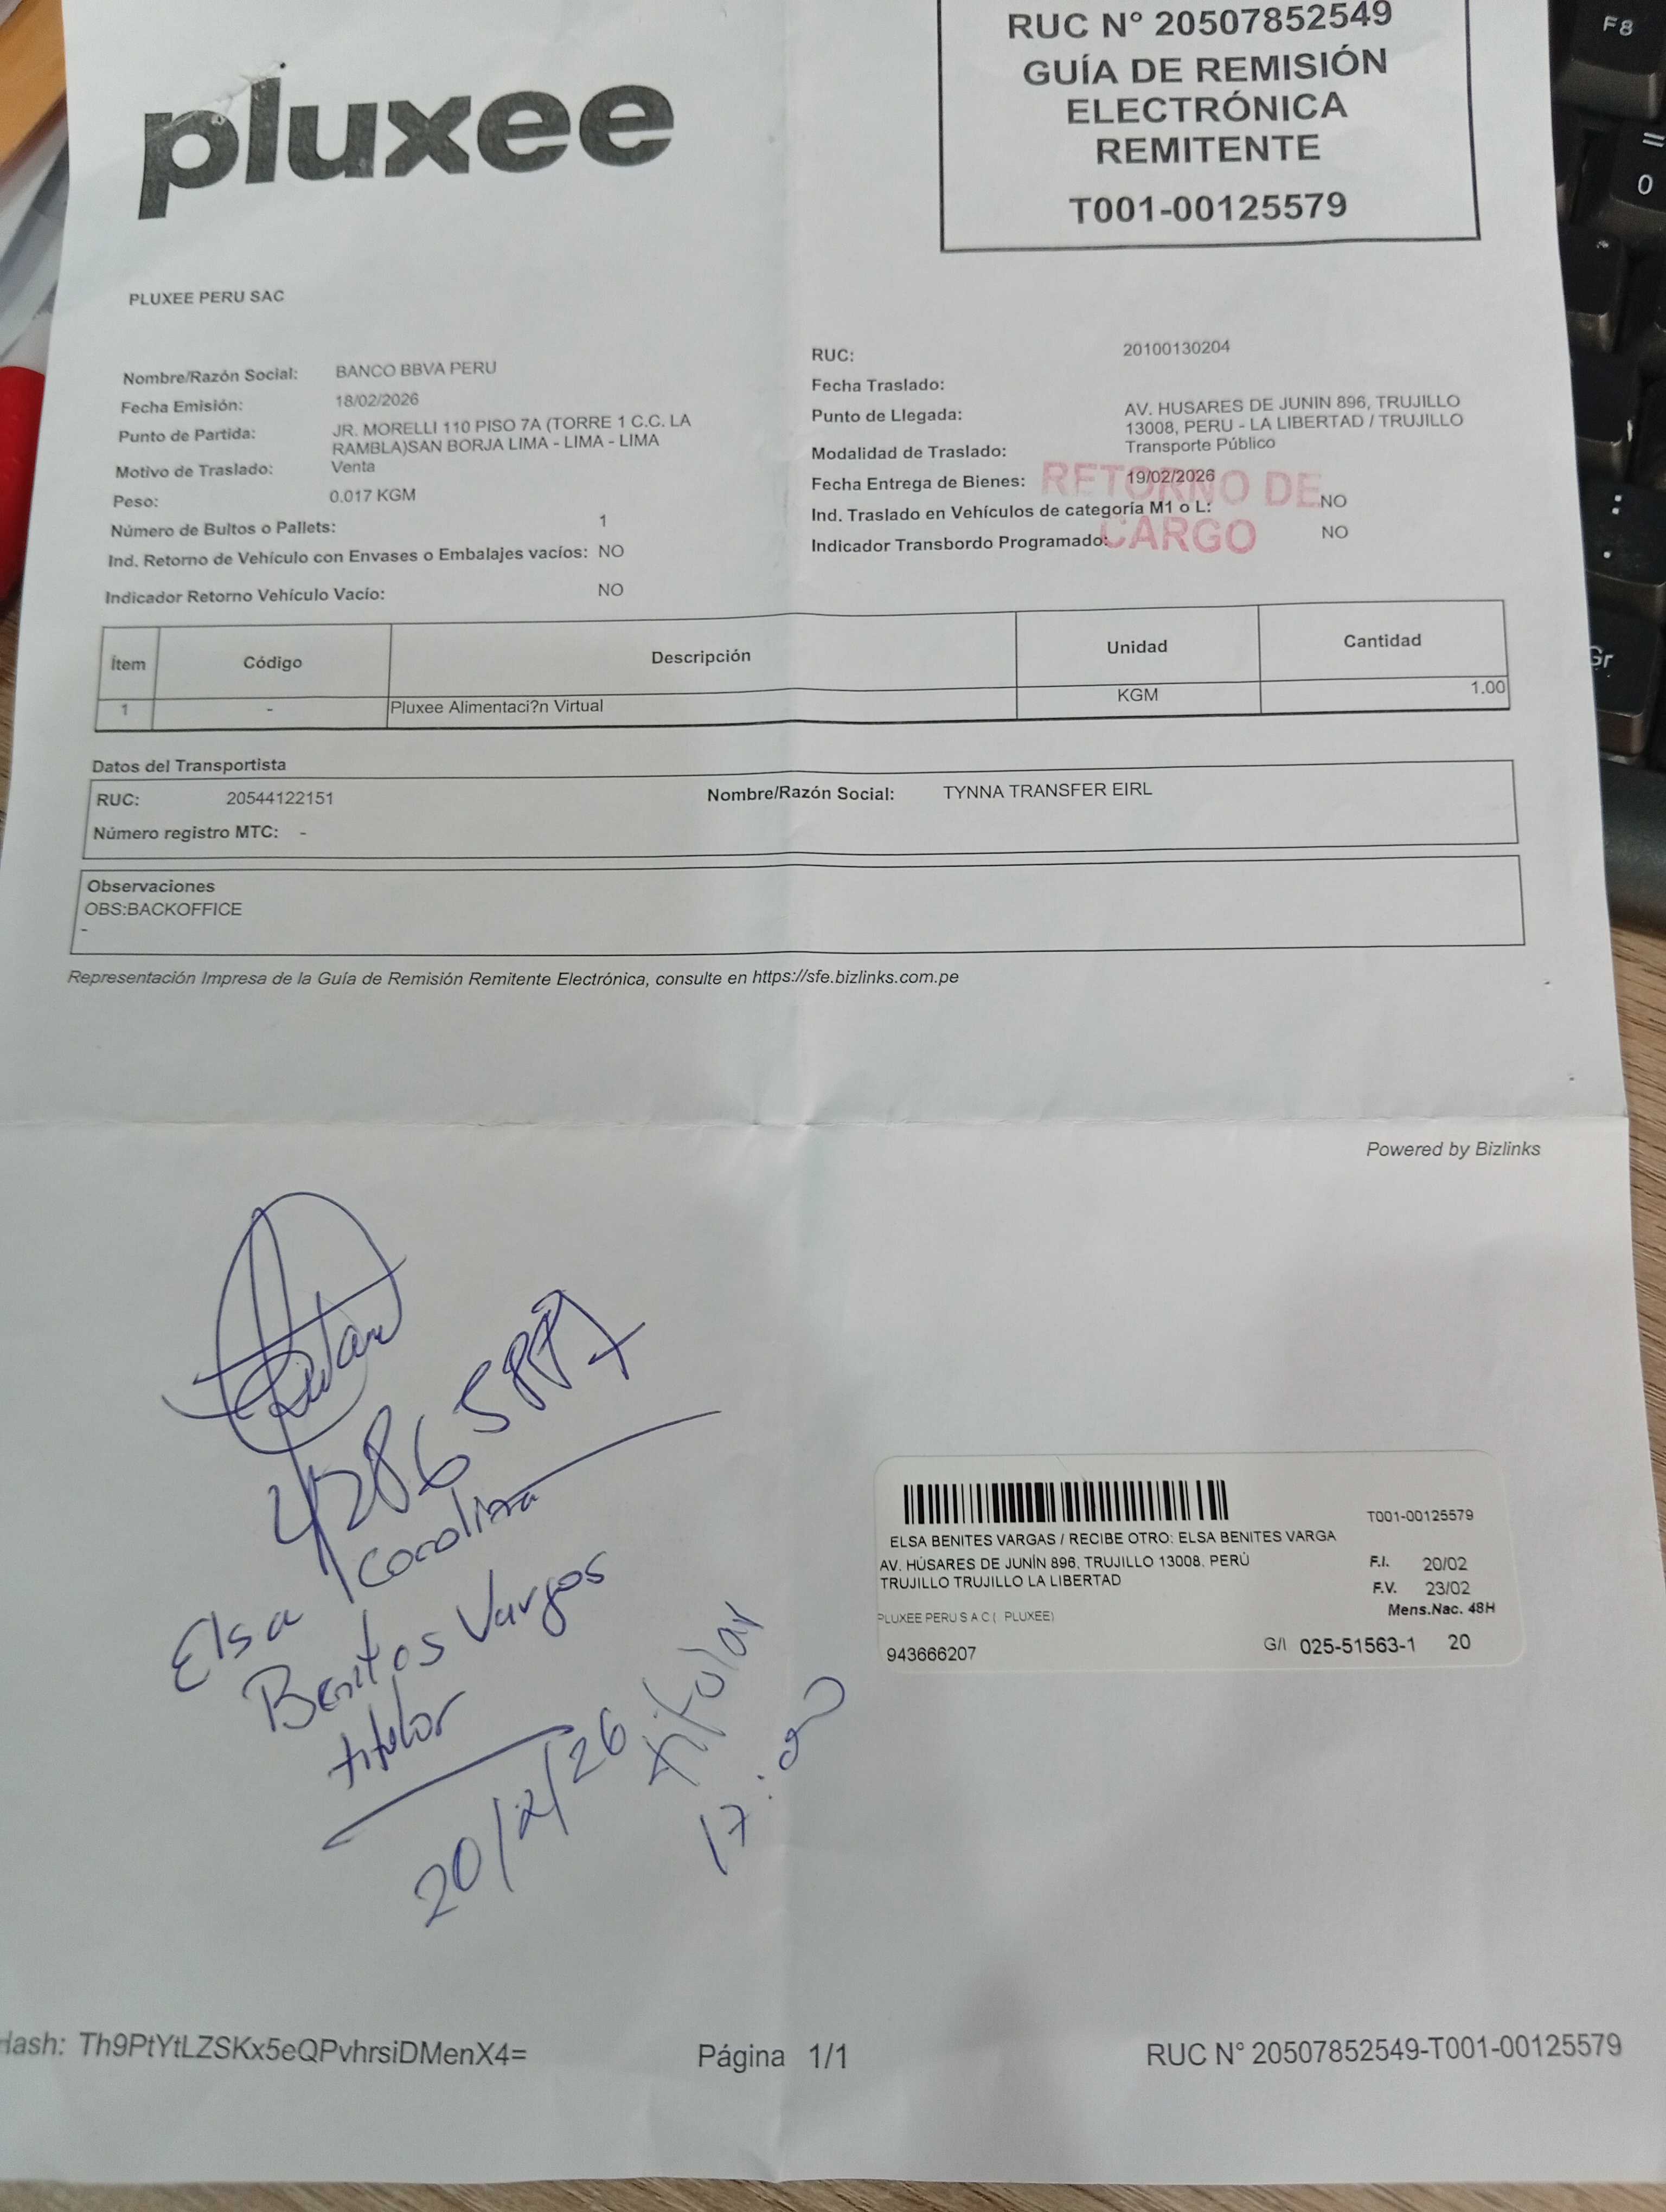 pluxee
RUC N° 20507852549
GUÍA DE REMISIÓN
ELECTRÓNICA
REMITENTE
T001-00125579
PLUXEE PERU SAC
Nombre/Razón Social: BANCO BBVA PERU
Fecha Emisión: 18/02/2026
Punto de Partida: JR. MORELLI 110 PISO 7A (TORRE 1 C.C. LA
RAMBLA)SAN BORJA LIMA - LIMA - LIMA
Motivo de Traslado: Venta
Peso: 0.017 KGM
Número de Bultos o Pallets: 1
Ind. Retorno de Vehículo con Envases o Embalajes vacíos: NO
Indicador Retorno Vehículo Vacío: NO
RUC: 20100130204
Fecha Traslado:
Punto de Llegada: AV. HUSARES DE JUNIN 896, TRUJILLO
13008, PERU - LA LIBERTAD / TRUJILLO
Modalidad de Traslado: Transporte Público
Fecha Entrega de Bienes: 19/02/2026
Ind. Traslado en Vehículos de categoría M1 o L: NO
Indicador Transbordo Programado: NO
RETORNO DE
CARGO
Ítem Código Descripción Unidad Cantidad
1 - Pluxee Alimentaci?n Virtual KGM 1.00
Datos del Transportista
RUC: 20544122151 Nombre/Razón Social: TYNNA TRANSFER EIRL
Número registro MTC: -
Observaciones
OBS:BACKOFFICE
-
Representación Impresa de la Guía de Remisión Remitente Electrónica, consulte en https://sfe.bizlinks.com.pe
Powered by Bizlinks
Elsa
Benitos Vargas
titular
20/2/26
titular
T001-00125579
ELSA BENITES VARGAS / RECIBE OTRO: ELSA BENITES VARGA
AV. HÚSARES DE JUNÍN 896, TRUJILLO 13008, PERÚ
TRUJILLO TRUJILLO LA LIBERTAD
F.I. 20/02
F.V. 23/02
Mens.Nac. 48H
PLUXEE PERU S A C ( PLUXEE)
943666207
G/I 025-51563-1 20
Hash: Th9PtYtLZSKx5eQPvhrsiDMenX4=
Página 1/1
RUC N° 20507852549-T001-00125579